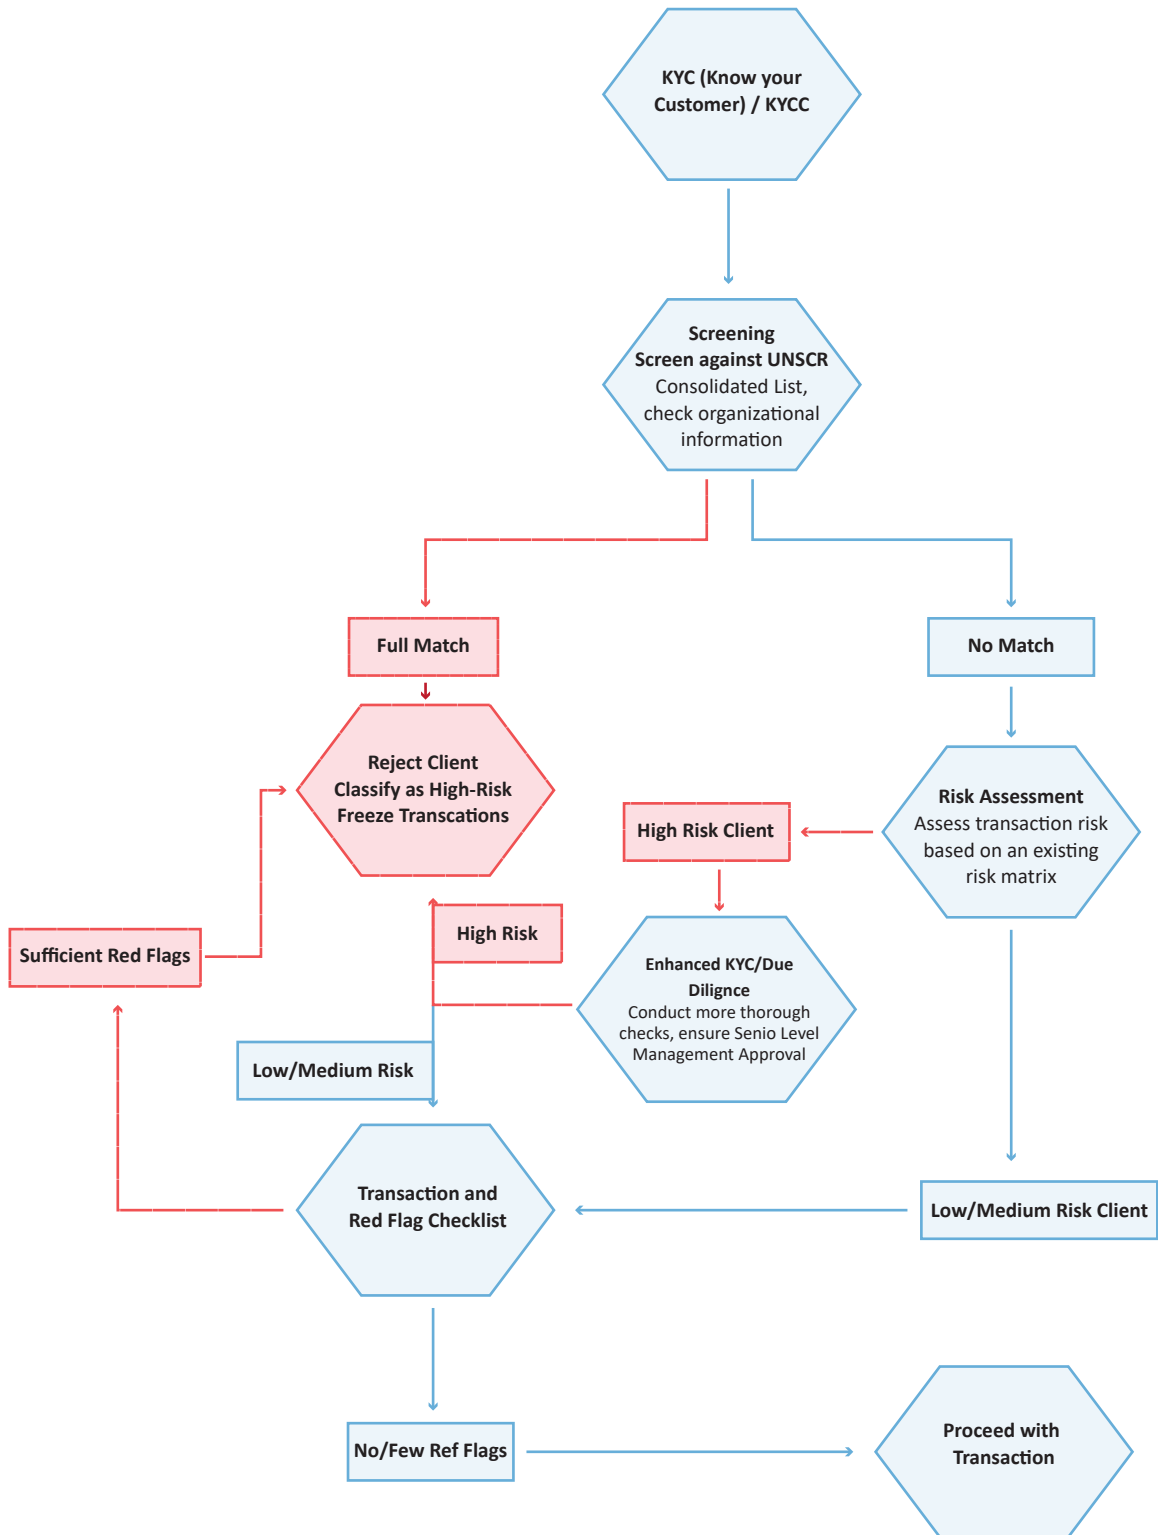 KYC (Know your
Customer) / KYCC
Screening
Screen against UNSCR
Consolidated List,
check organizational
information
Full Match
No Match
Reject Client
Classify as High-Risk
Freeze Transcations
High Risk Client
Risk Assessment
Assess transaction risk
based on an existing
risk matrix
Sufficient Red Flags
High Risk
Enhanced KYC/Due
Dilignce
Conduct more thorough
checks, ensure Senio Level
Management Approval
Low/Medium Risk
Transaction and
Red Flag Checklist
Low/Medium Risk Client
No/Few Ref Flags
Proceed with
Transaction